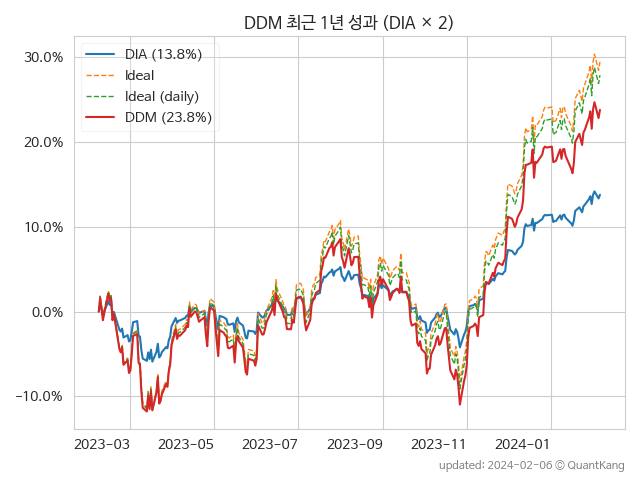 DDM 최근 1년 성과 (DIA × 2)
DIA (13.8%)
Ideal
Ideal (daily)
DDM (23.8%)
30.0%
20.0%
10.0%
0.0%
−10.0%
2023-03 2023-05 2023-07 2023-09 2023-11 2024-01
updated: 2024-02-06 © QuantKang